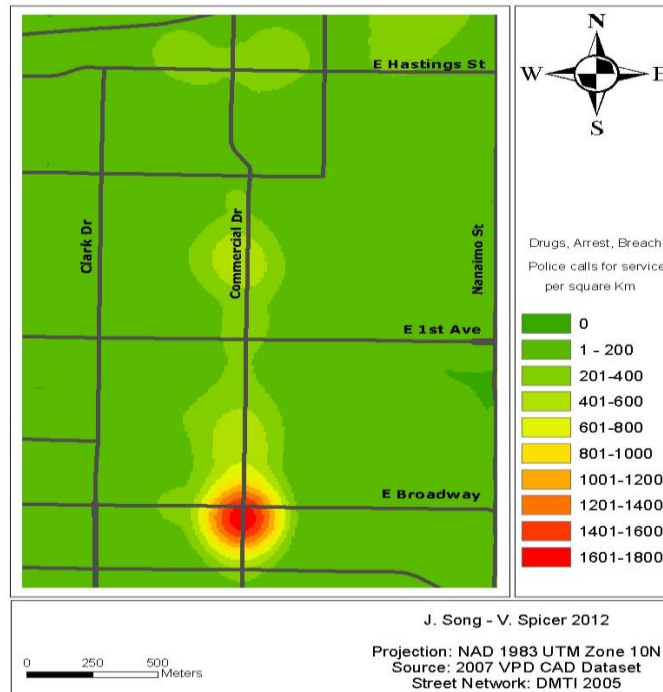 E Hastings St
Clark Dr
Commercial Dr
Nanaimo St
E 1st Ave
E Broadway
N
W
E
S
Drugs, Arrest, Breach
Police calls for service
per square Km
0
1 - 200
201-400
401-600
601-800
801-1000
1001-1200
1201-1400
1401-1600
1601-1800
J. Song - V. Spicer 2012
Projection: NAD 1983 UTM Zone 10N
Source: 2007 VPD CAD Dataset
Street Network: DMTI 2005
0 250 500
Meters